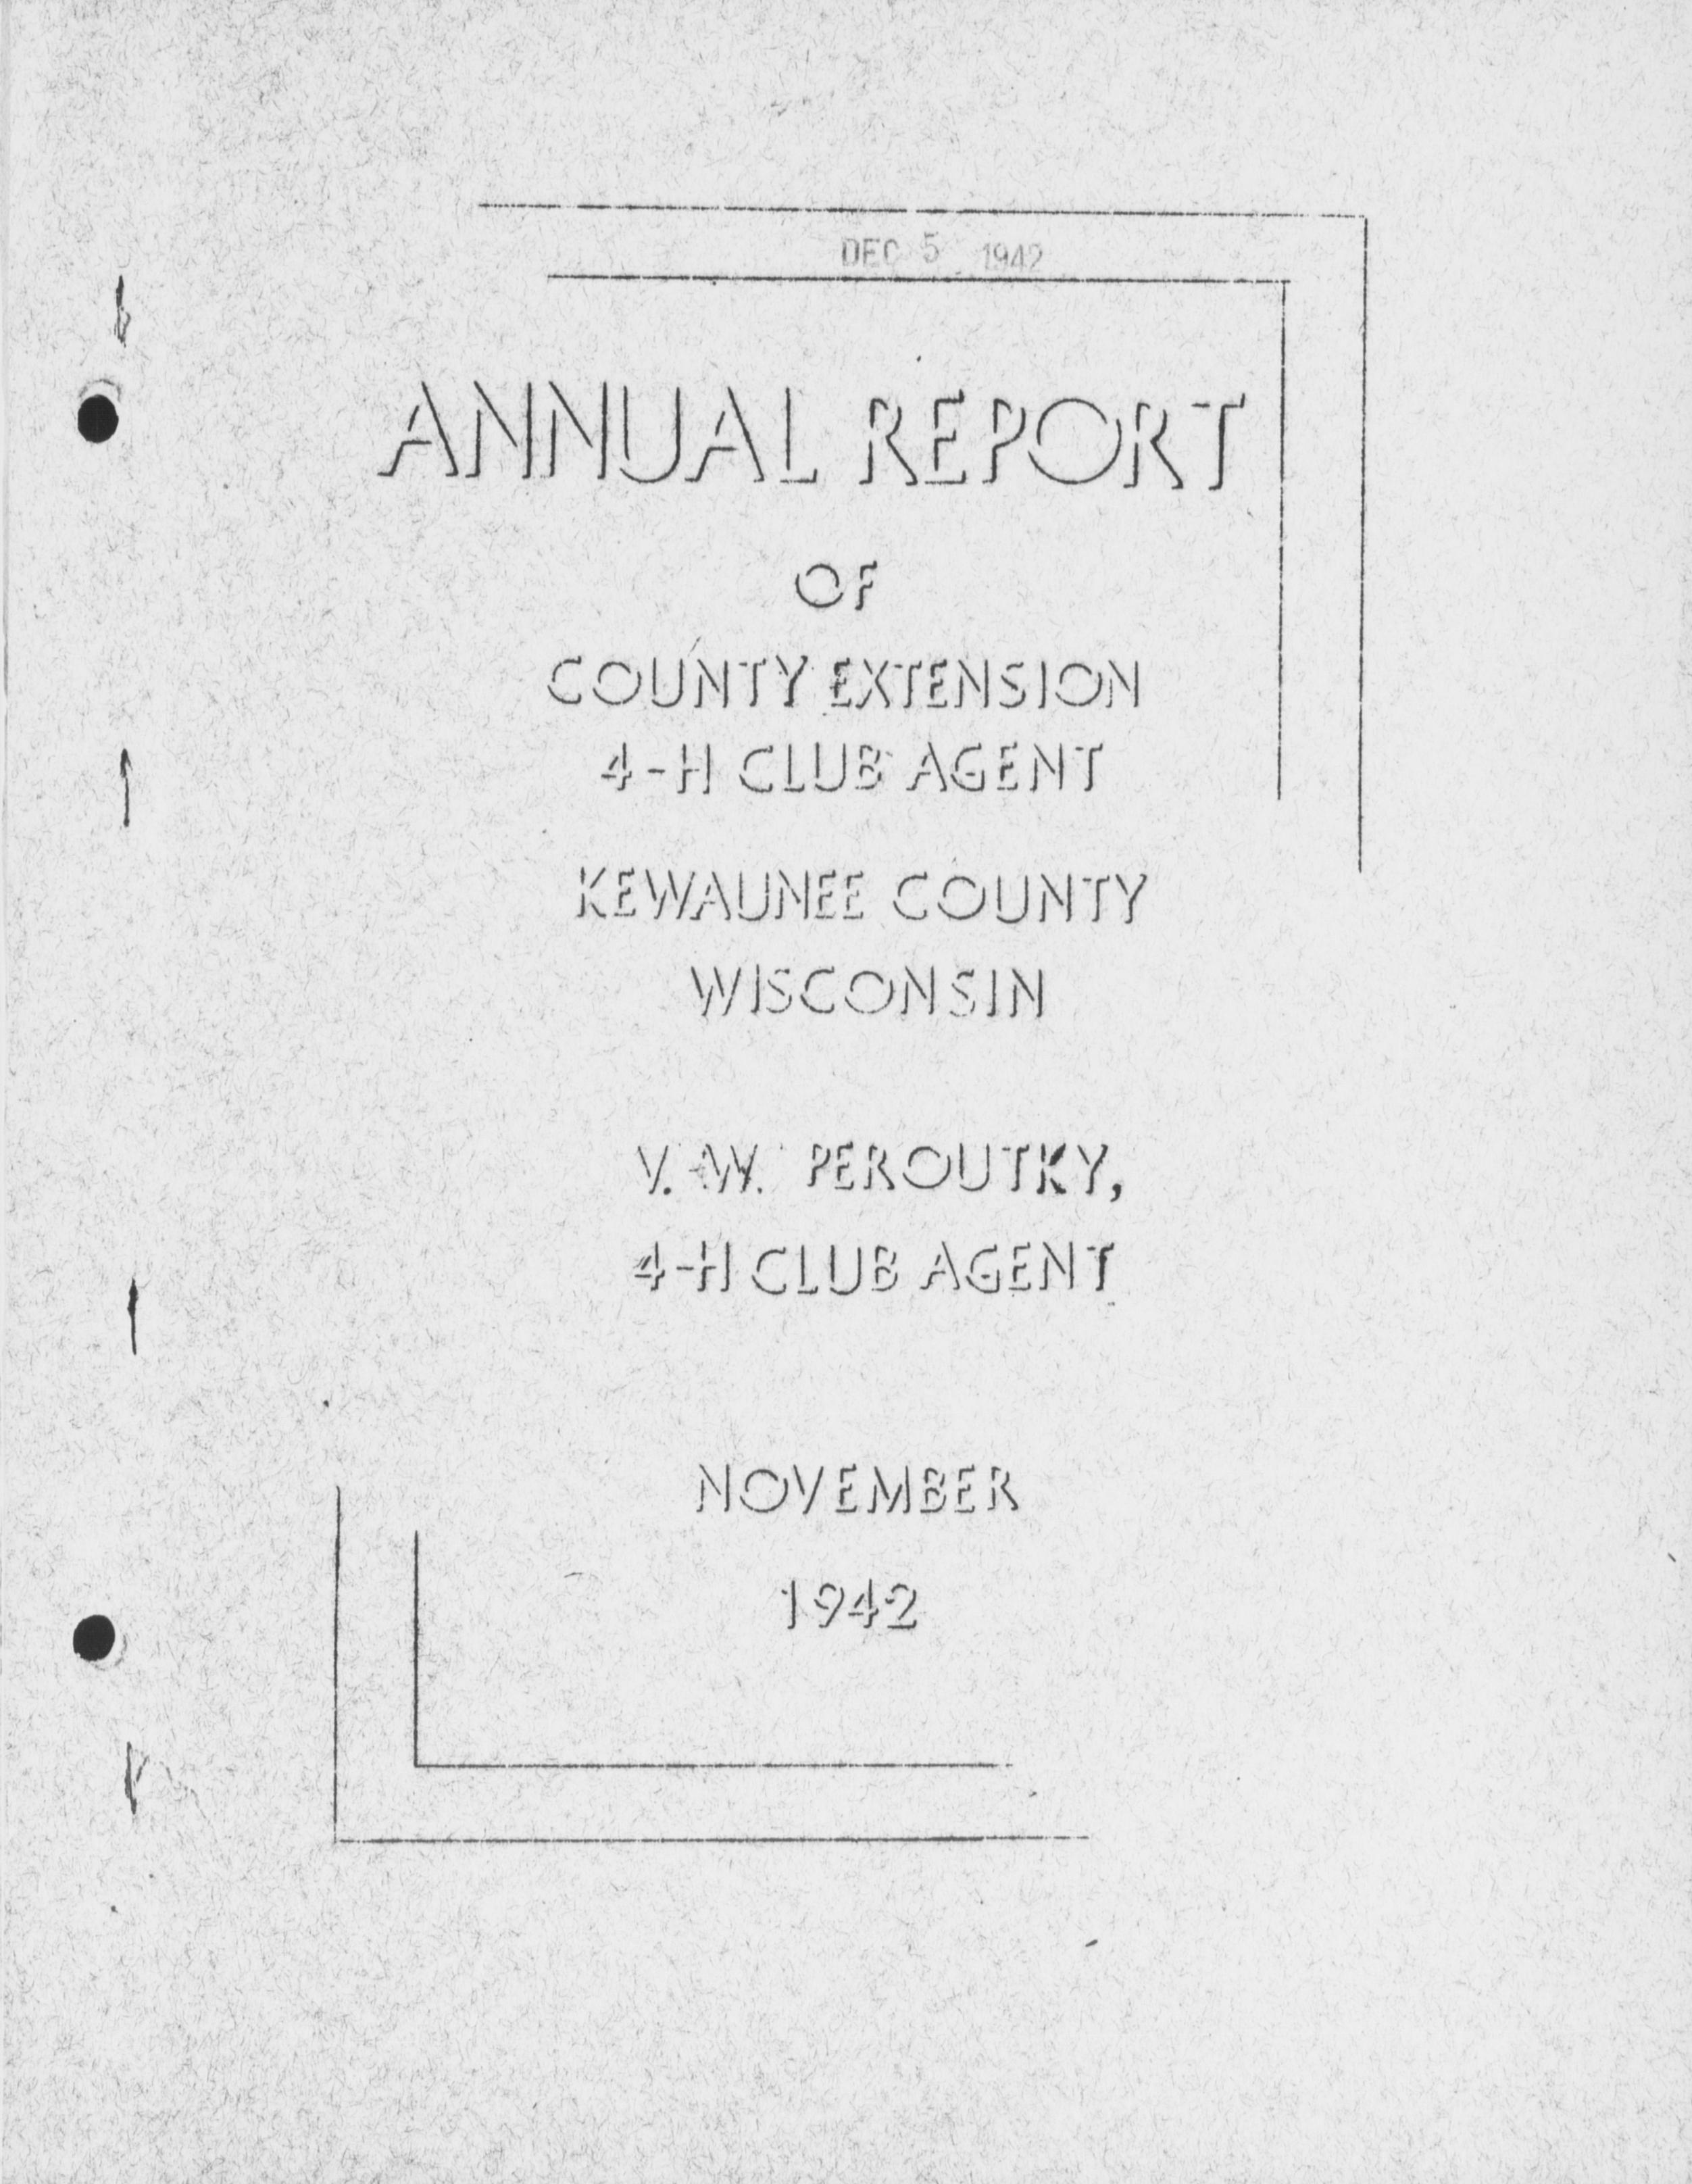 DEC 5 1942
ANNUAL REPORT
OF
COUNTY EXTENSION
4-H CLUB AGENT
KEWAUNEE COUNTY
WISCONSIN
V. W. PEROUTKY,
4-H CLUB AGENT
NOVEMBER
1942